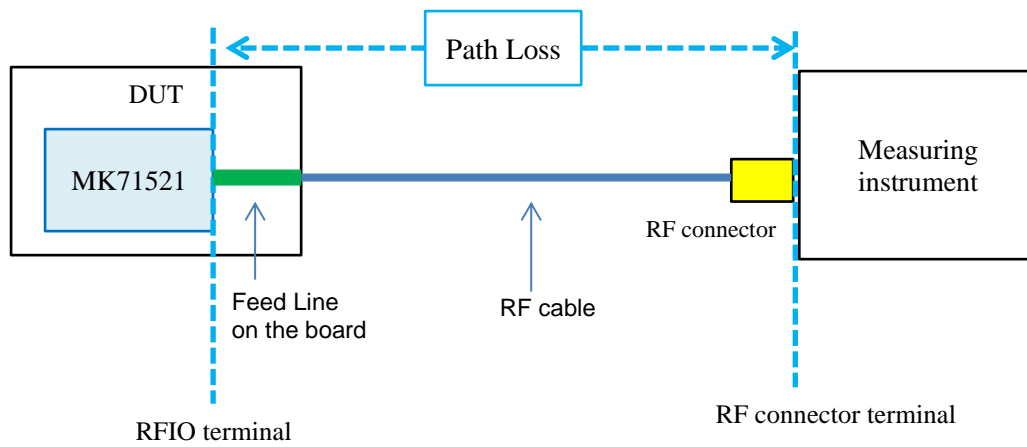 Path Loss
DUT
MK71521
Measuring
instrument
RF connector
Feed Line
on the board
RF cable
RFIO terminal
RF connector terminal